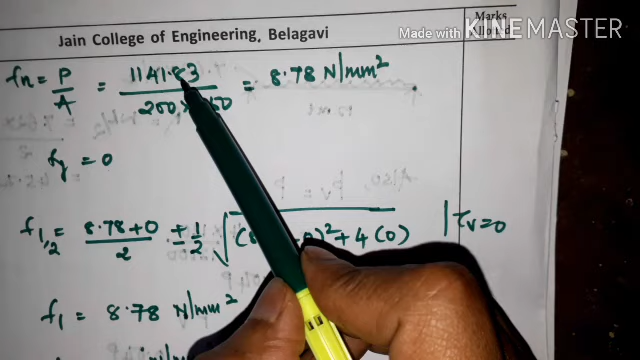 Marks
Made with KINEMASTER
Jain College of Engineering, Belagavi
fn = P/A = 1141.83 / 200 × = 8.78 N/mm²
fy = 0
f1,2 = 8.78+0 / 2 ± 1/2 √( )² + 4(0) | τv = 0
f1 = 8.78 N/mm²